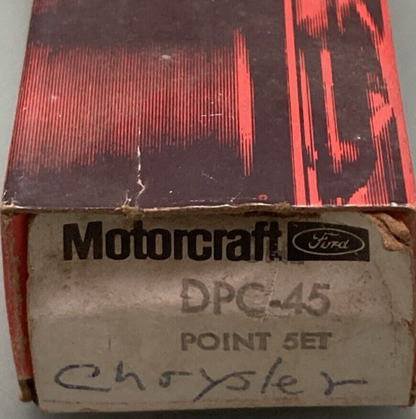 Motorcraft Ford
DPC-45
POINT SET
Chrysler